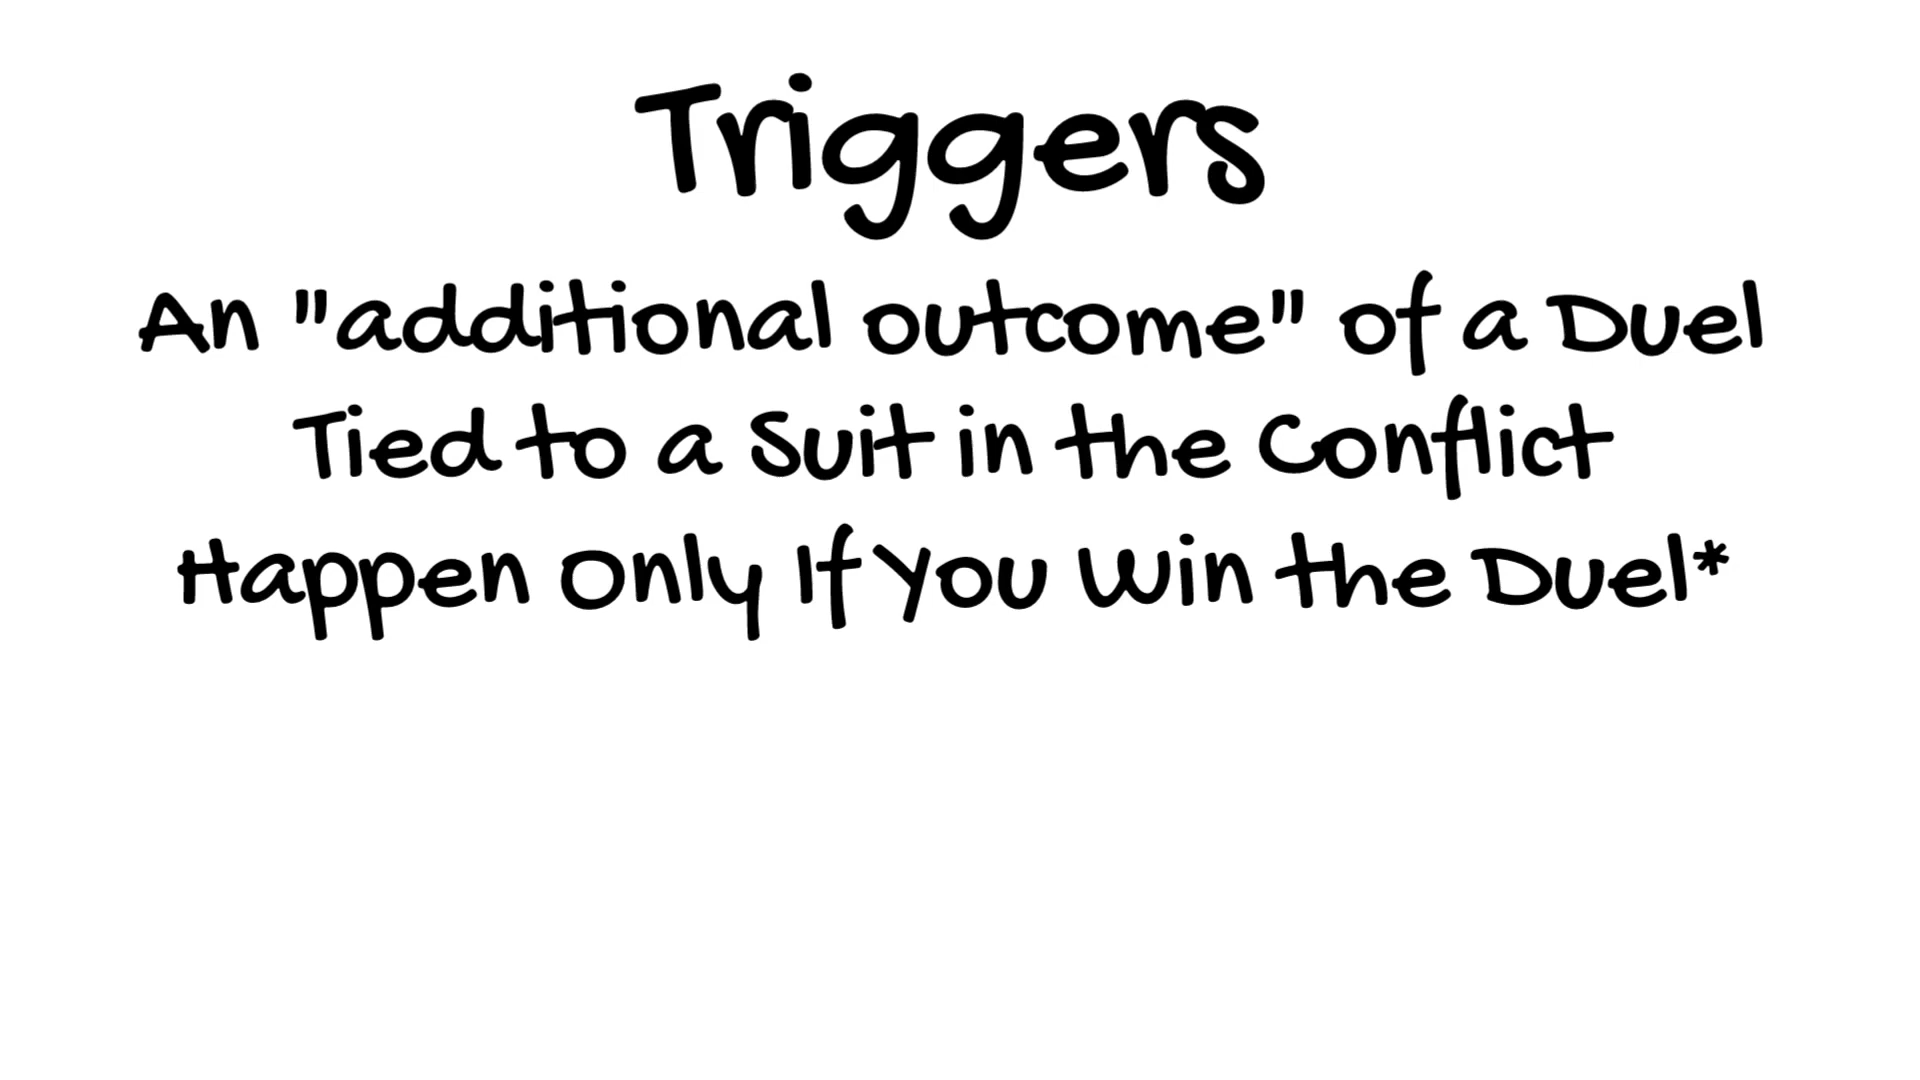 Triggers
An "additional outcome" of a Duel
Tied to a Suit in the Conflict
Happen Only If You Win the Duel*